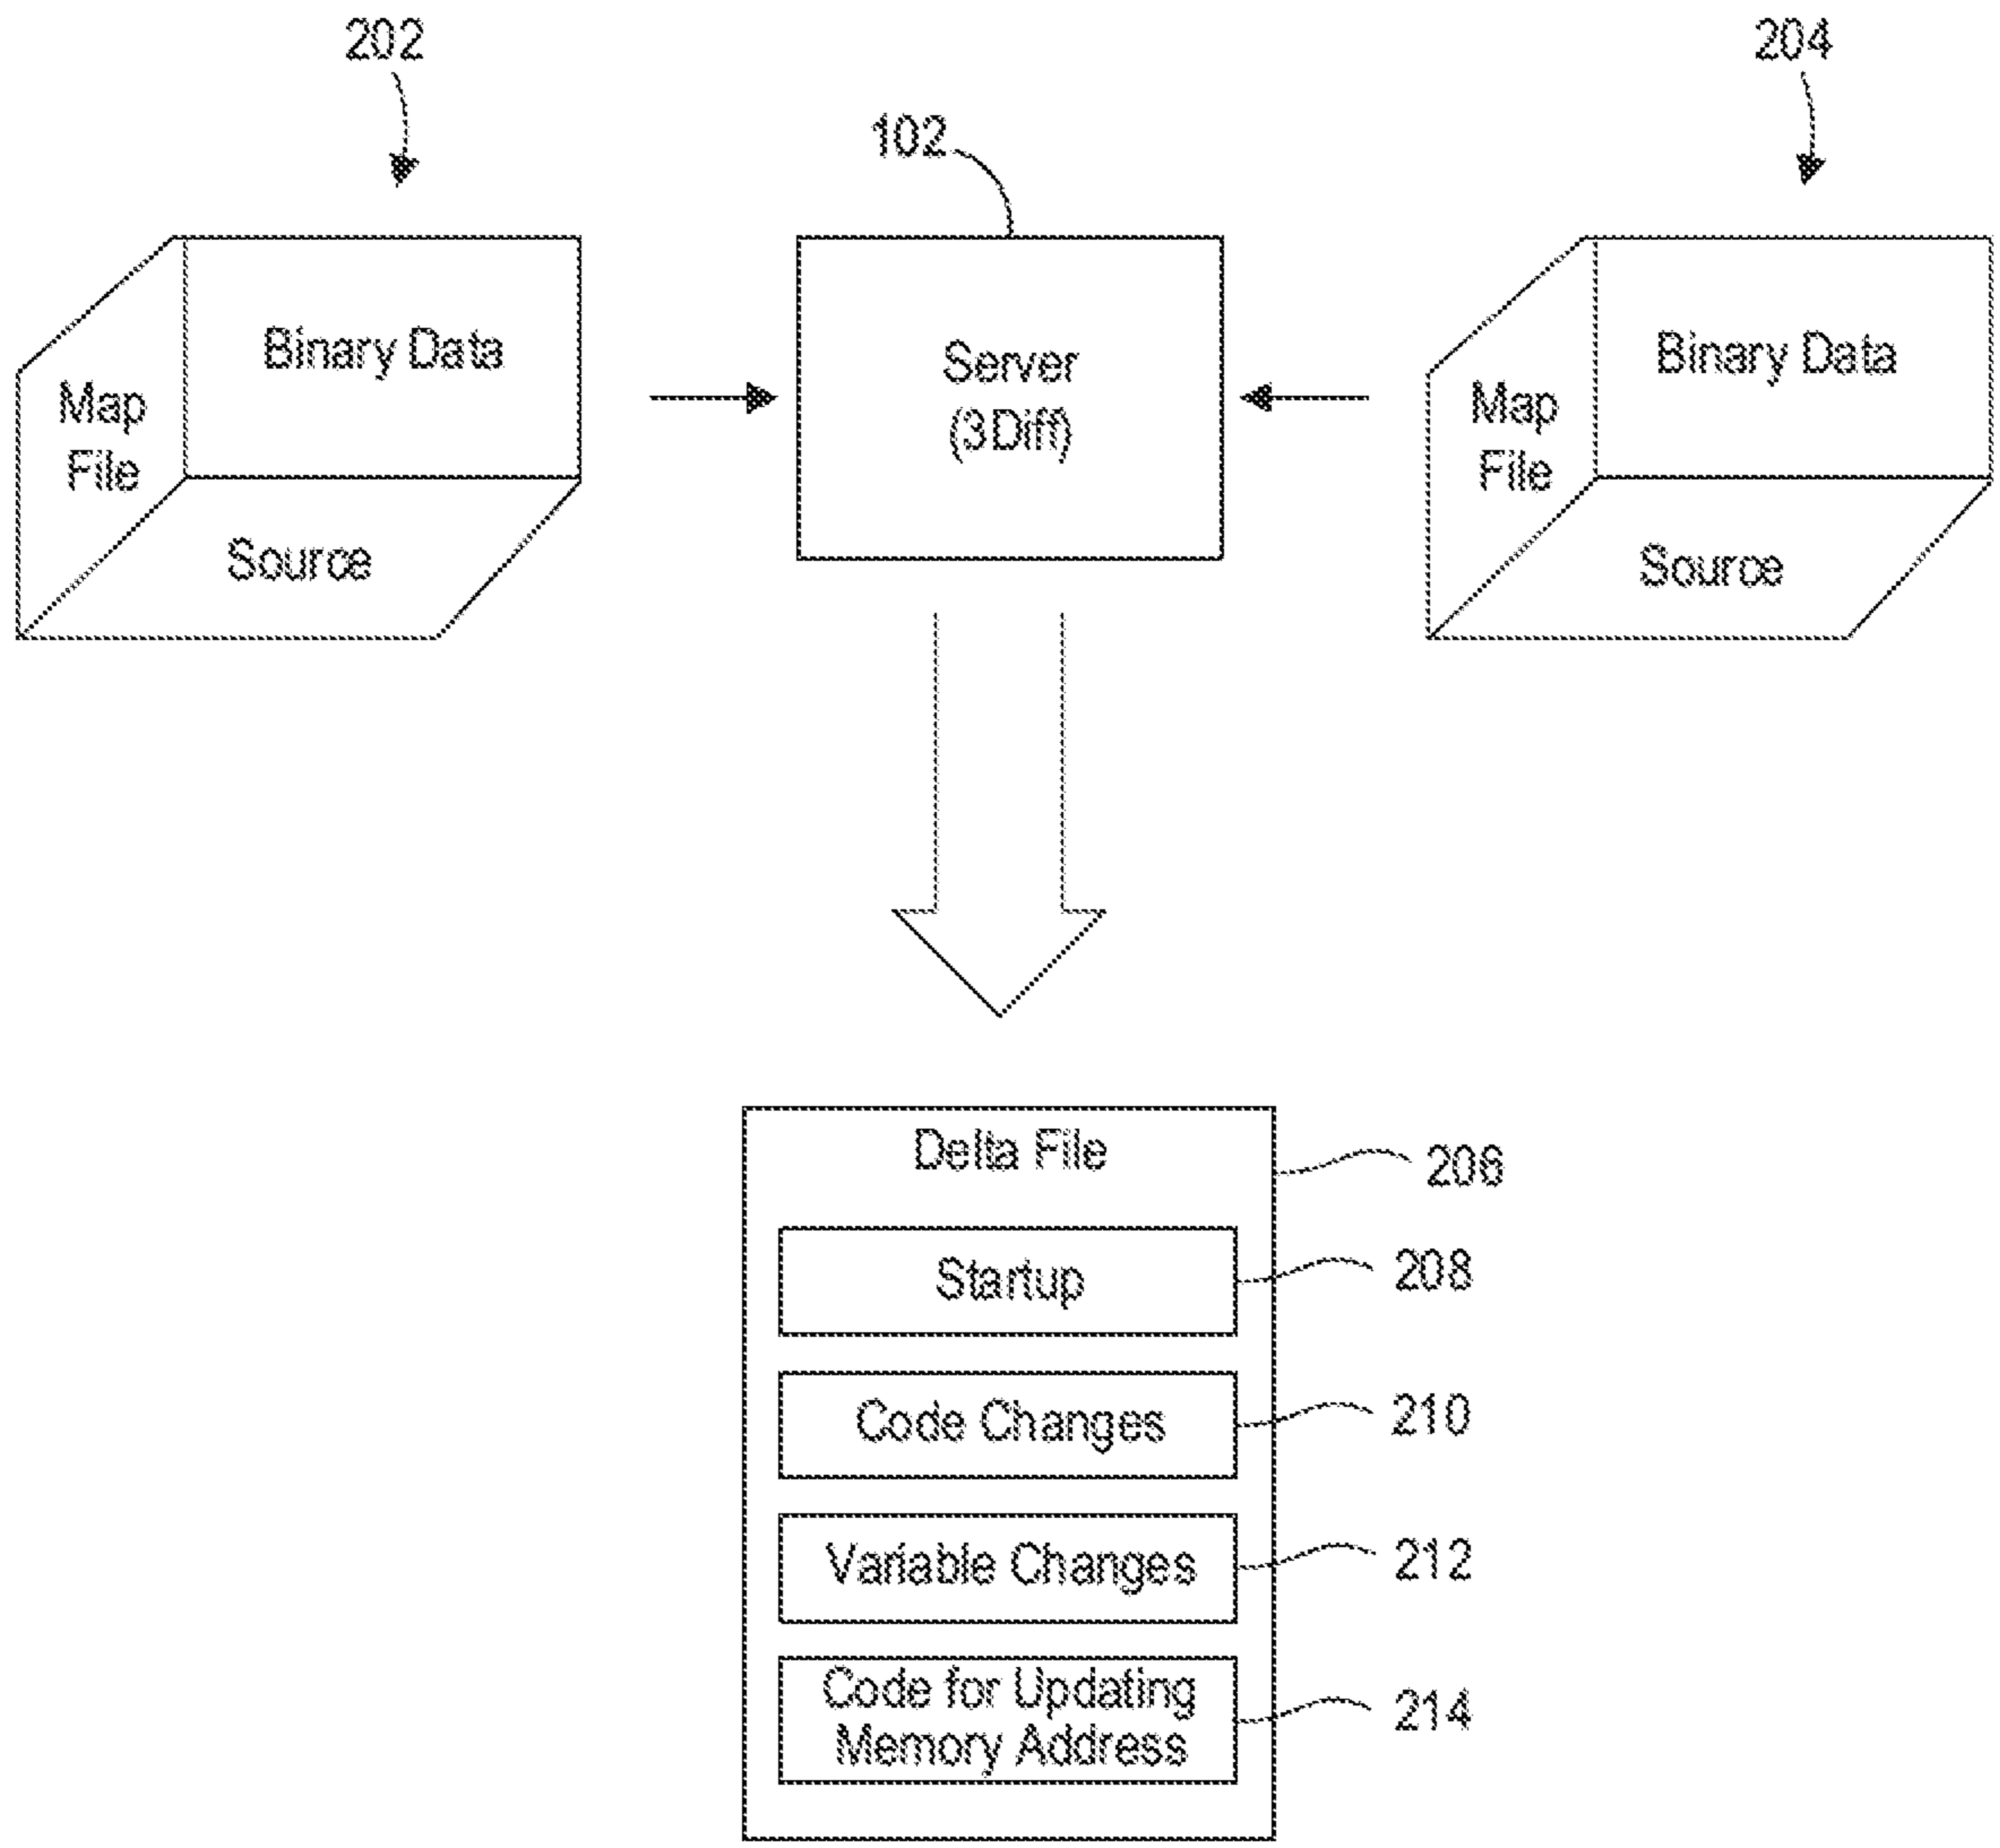 202
204
102
Binary Data
Map
File
Source
Server
(3Diff)
Binary Data
Map
File
Source
Delta File
206
Startup
208
Code Changes
210
Variable Changes
212
Code for Updating
Memory Address
214